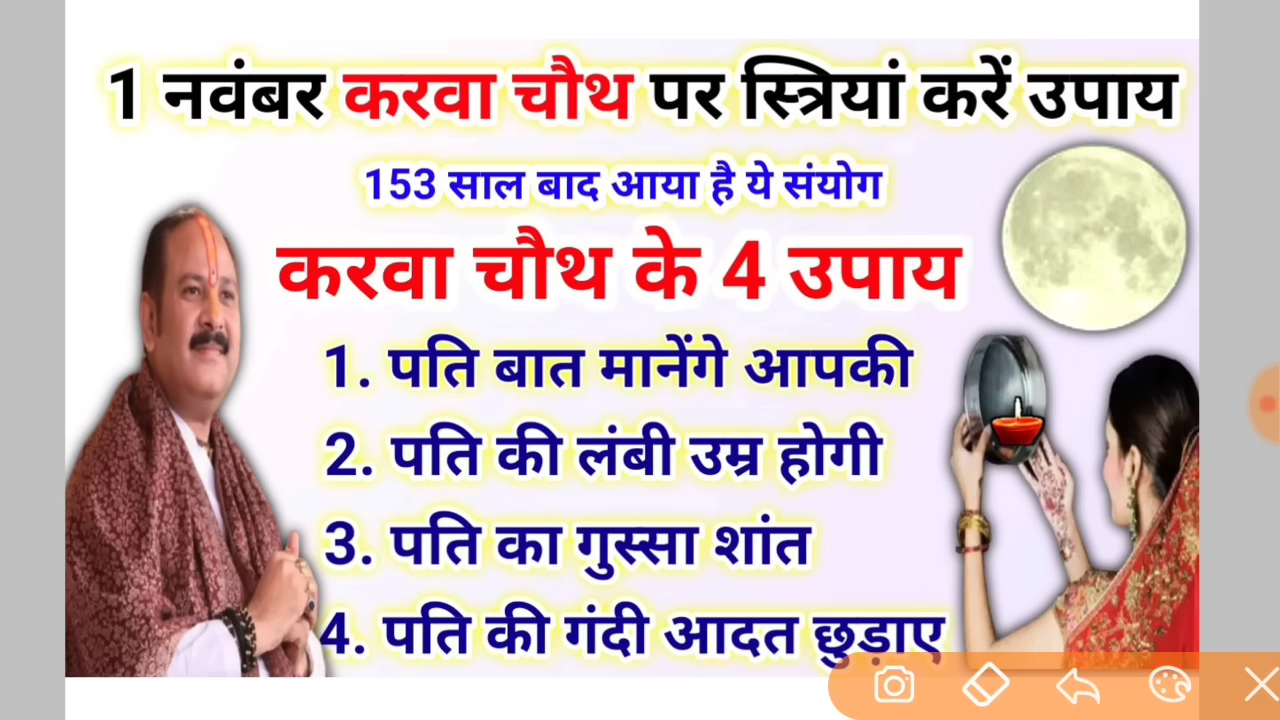 1 नवंबर करवा चौथ पर स्त्रियां करें उपाय
153 साल बाद आया है ये संयोग
करवा चौथ के 4 उपाय
1. पति बात मानेंगे आपकी
2. पति की लंबी उम्र होगी
3. पति का गुस्सा शांत
4. पति की गंदी आदत छुड़ाए